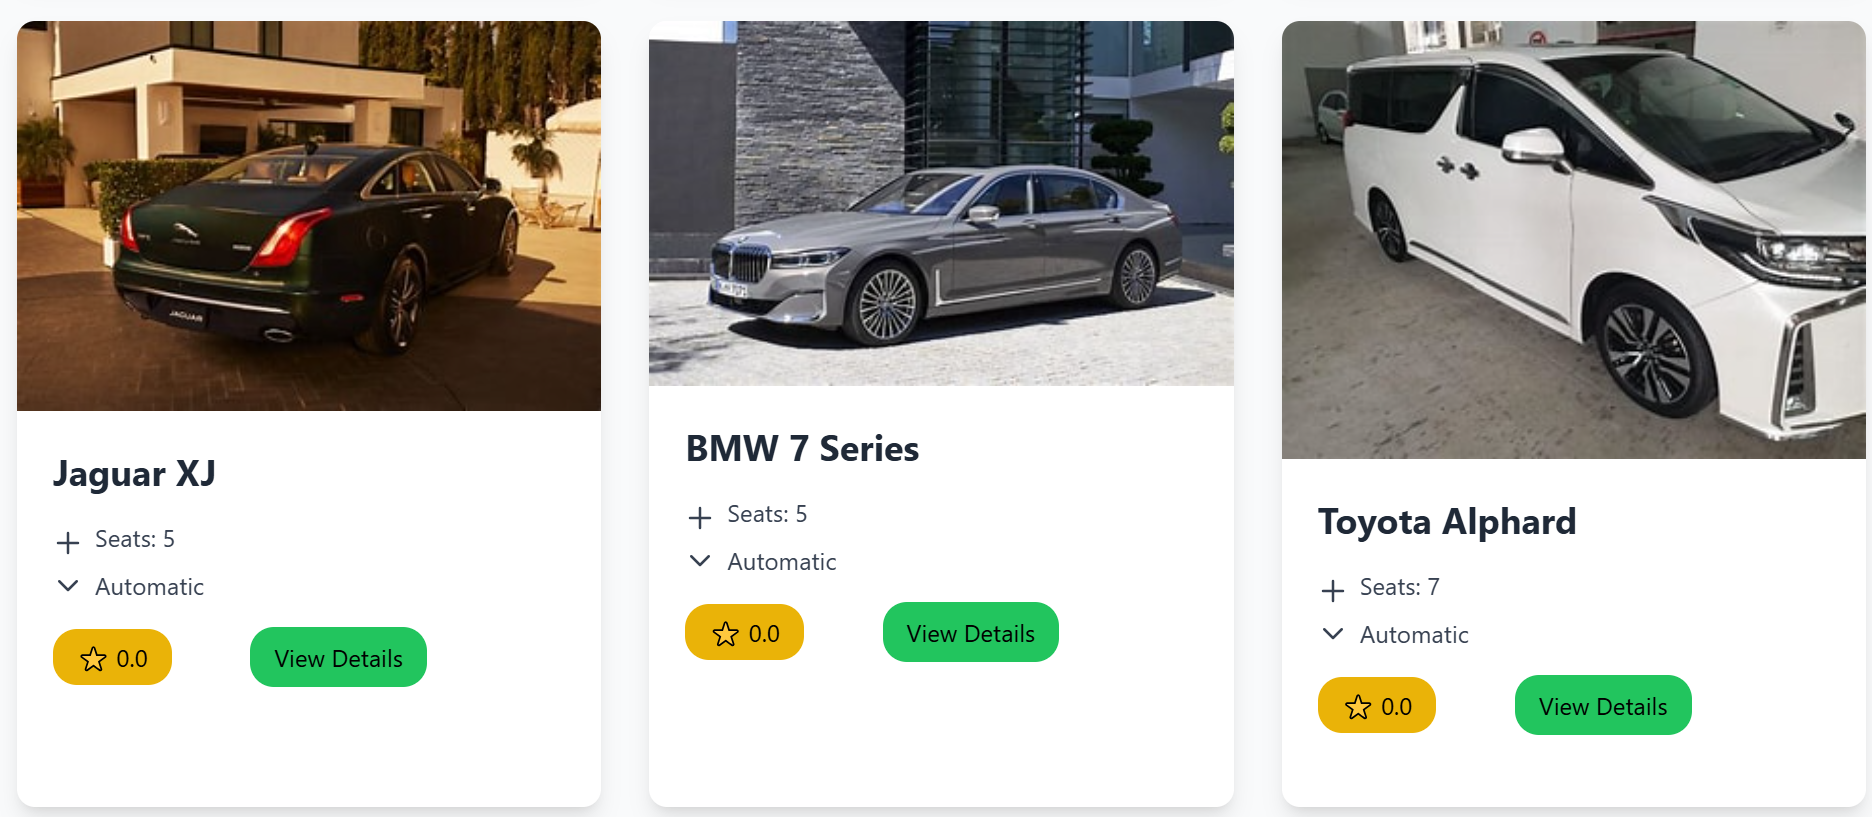 JAGUAR
Jaguar XJ
Seats: 5
Automatic
0.0
View Details
BMW 7 Series
Seats: 5
Automatic
0.0
View Details
Toyota Alphard
Seats: 7
Automatic
0.0
View Details